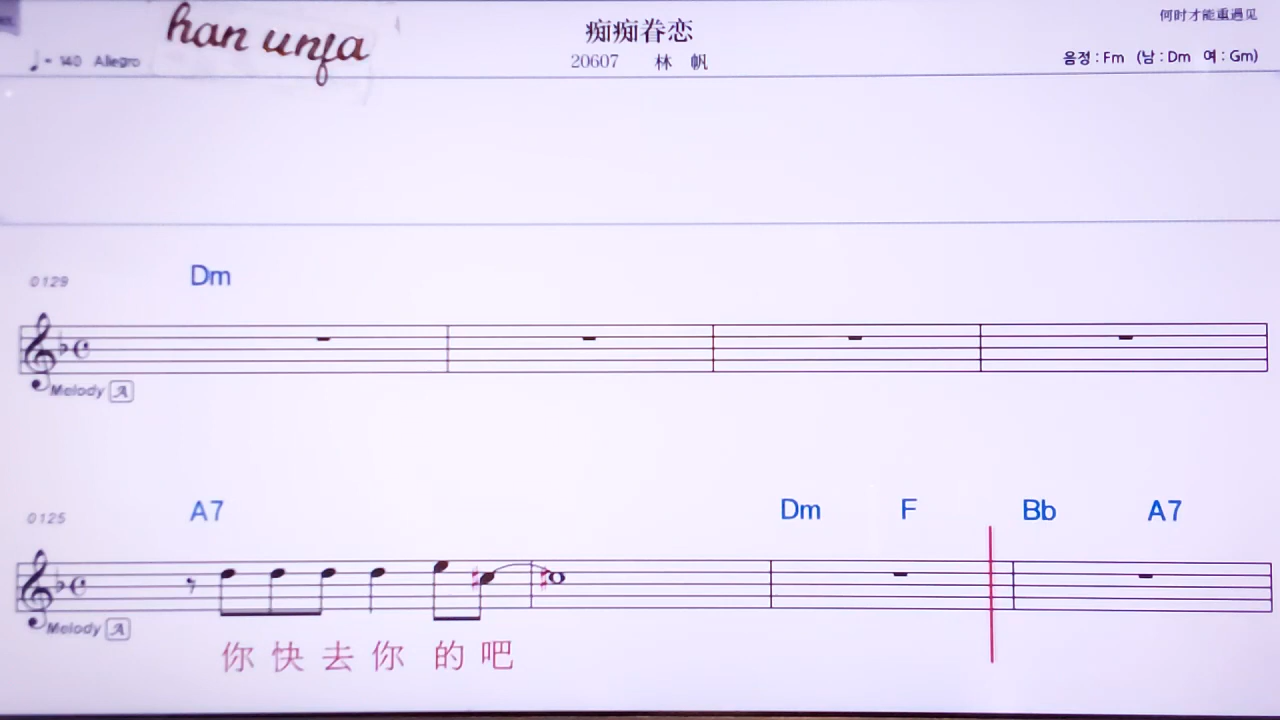 han unja
痴痴眷恋
何时才能重遇见
♩= 140 Allegro
20607 林 帆
음정 : Fm (남 : Dm 여 : Gm)
0129 Dm
Melody A
0125 A7 Dm F Bb A7
Melody A
你 快 去 你 的 吧